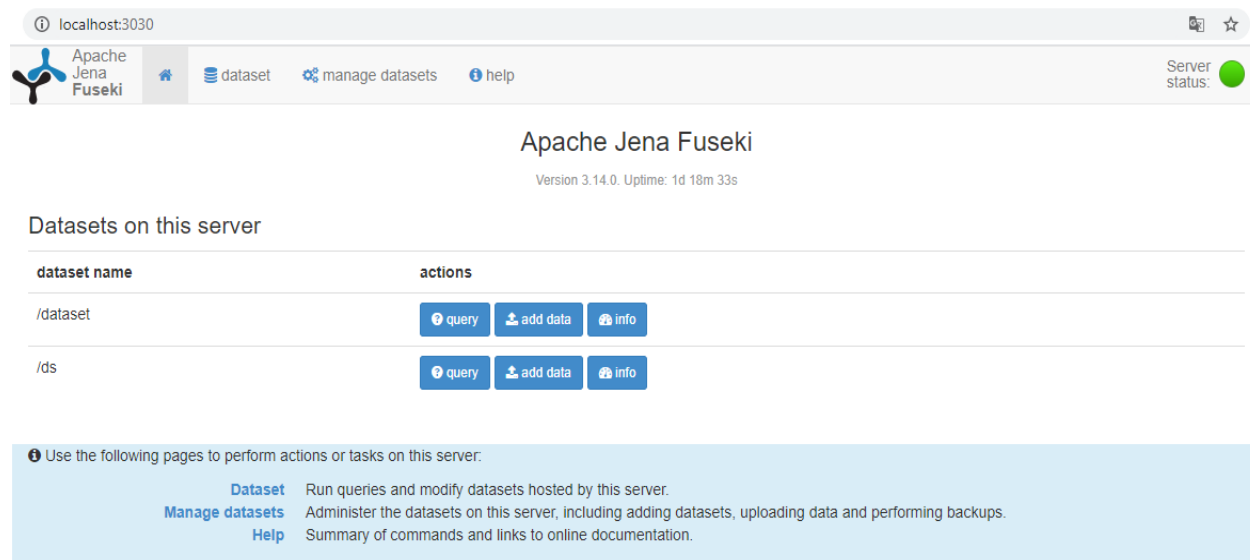 localhost:3030
Apache
Jena
Fuseki
dataset
manage datasets
help
Server
status:
Apache Jena Fuseki
Version 3.14.0. Uptime: 1d 18m 33s
Datasets on this server
dataset name actions
/dataset query add data info
/ds query add data info
Use the following pages to perform actions or tasks on this server:
Dataset Run queries and modify datasets hosted by this server.
Manage datasets Administer the datasets on this server, including adding datasets, uploading data and performing backups.
Help Summary of commands and links to online documentation.